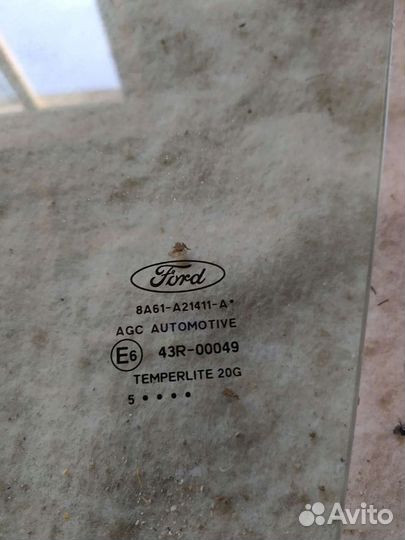 Ford
8A61-A21411-A*
AGC AUTOMOTIVE
E6 43R-00049
TEMPERLITE 20G
5 • • • •
Avito